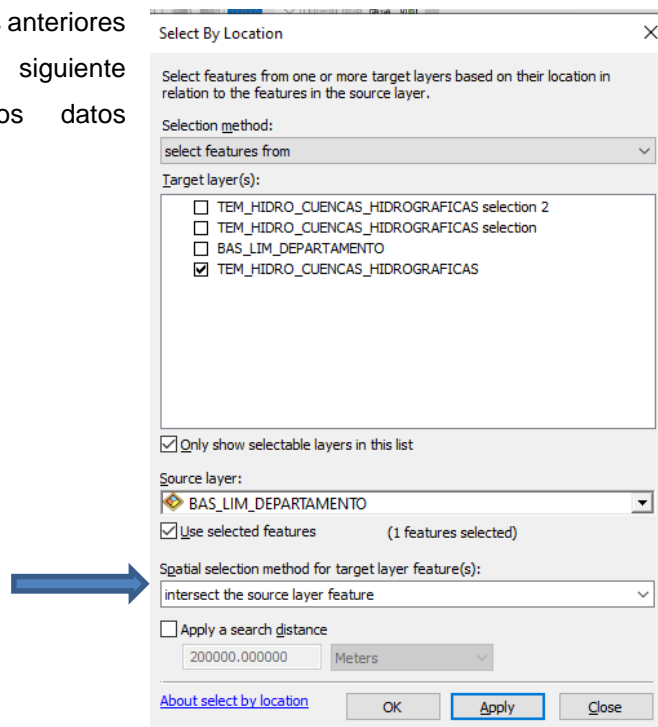 s anteriores
siguiente
os datos
Select By Location
Select features from one or more target layers based on their location in
relation to the features in the source layer.
Selection method:
select features from
Target layer(s):
TEM_HIDRO_CUENCAS_HIDROGRAFICAS selection 2
TEM_HIDRO_CUENCAS_HIDROGRAFICAS selection
BAS_LIM_DEPARTAMENTO
TEM_HIDRO_CUENCAS_HIDROGRAFICAS
Only show selectable layers in this list
Source layer:
BAS_LIM_DEPARTAMENTO
Use selected features (1 features selected)
Spatial selection method for target layer feature(s):
intersect the source layer feature
Apply a search distance
200000.000000 Meters
About select by location OK Apply Close